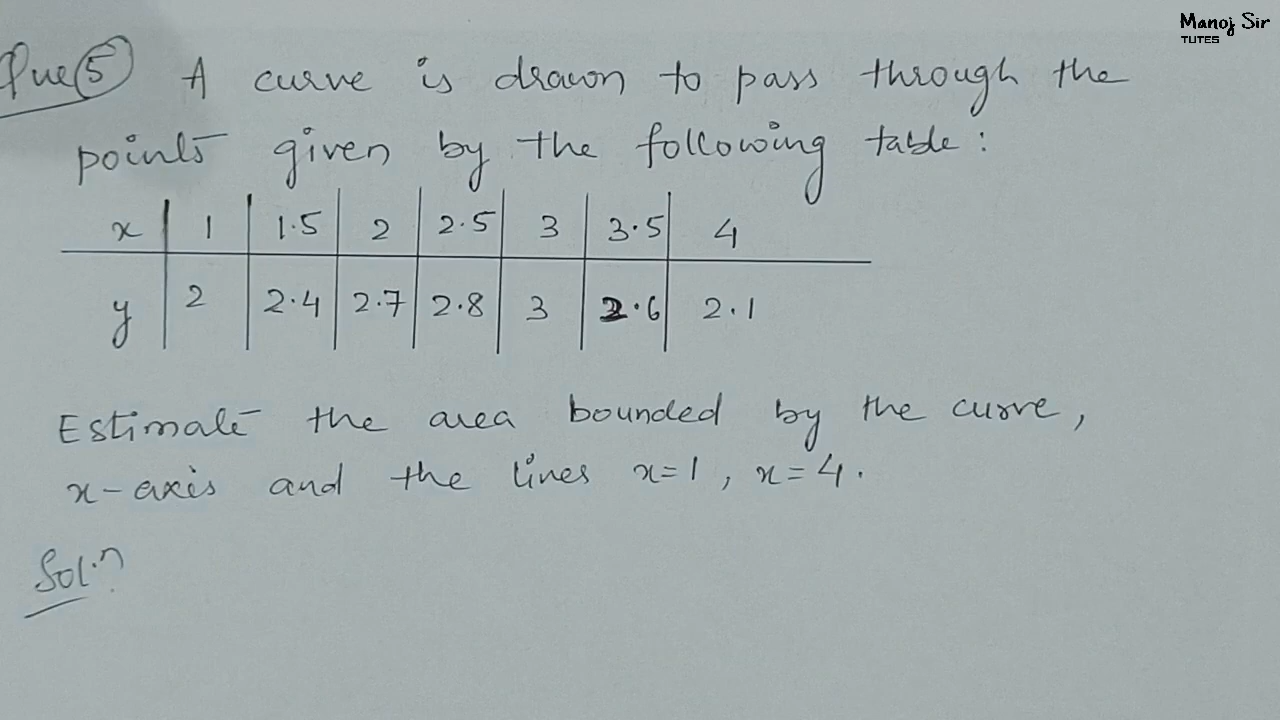 Manoj Sir
TUTES
Que 5 A curve is drawn to pass through the
points given by the following table:
x 1 1.5 2 2.5 3 3.5 4
y 2 2.4 2.7 2.8 3 2.6 2.1
Estimate the area bounded by the curve,
x-axis and the lines x=1, x=4.
Sol.n